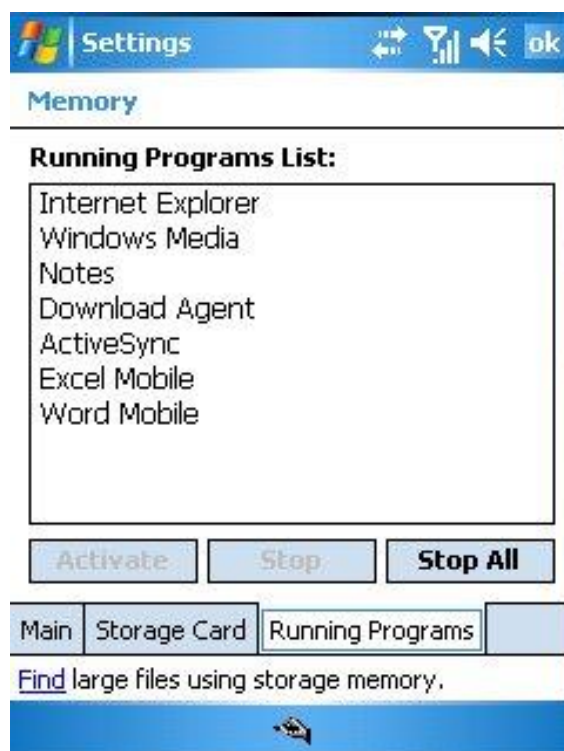 Settings ok
Memory
Running Programs List:
Internet Explorer
Windows Media
Notes
Download Agent
ActiveSync
Excel Mobile
Word Mobile
Activate Stop Stop All
Main Storage Card Running Programs
Find large files using storage memory.